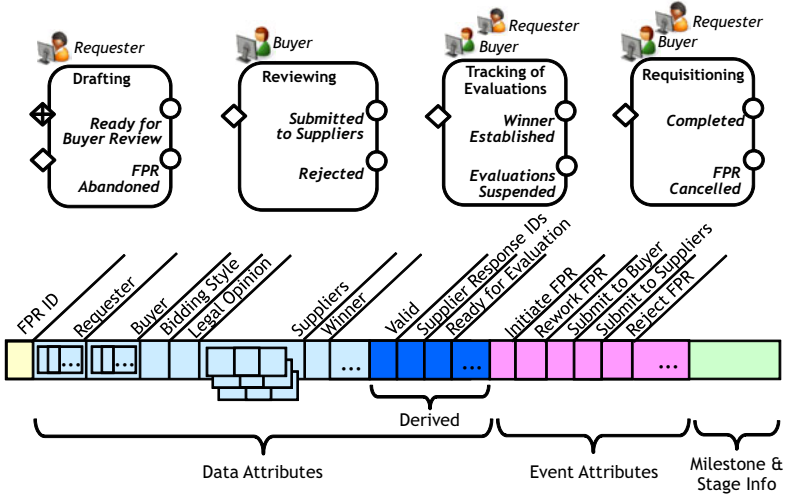 Requester
Buyer
Requester
Buyer
Requester
Buyer
Drafting
Ready for
Buyer Review
FPR
Abandoned
Reviewing
Submitted
to Suppliers
Rejected
Tracking of
Evaluations
Winner
Established
Evaluations
Suspended
Requisitioning
Completed
FPR
Cancelled
FPR ID
Requester
Buyer
Bidding Style
Legal Opinion
Suppliers
Winner
Valid
Supplier Response IDs
Ready for Evaluation
Initiate FPR
Rework FPR
Submit to Buyer
Submit to Suppliers
Reject FPR
...
...
...
...
...
Derived
Data Attributes
Event Attributes
Milestone &
Stage Info